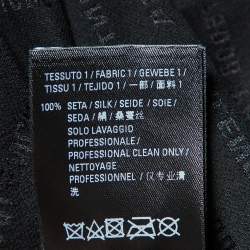 TESSUTO 1 / FABRIC 1 / GEWEBE 1 /
TISSU 1 / TEJIDO 1 / 一部 / 面料 1
100% SETA / SILK / SEIDE / SOIE /
SEDA / 絹 / 桑蚕丝
SOLO LAVAGGIO
PROFESSIONALE /
PROFESSIONAL CLEAN ONLY /
NETTOYAGE
PROFESSIONNEL / 仅专业清
洗